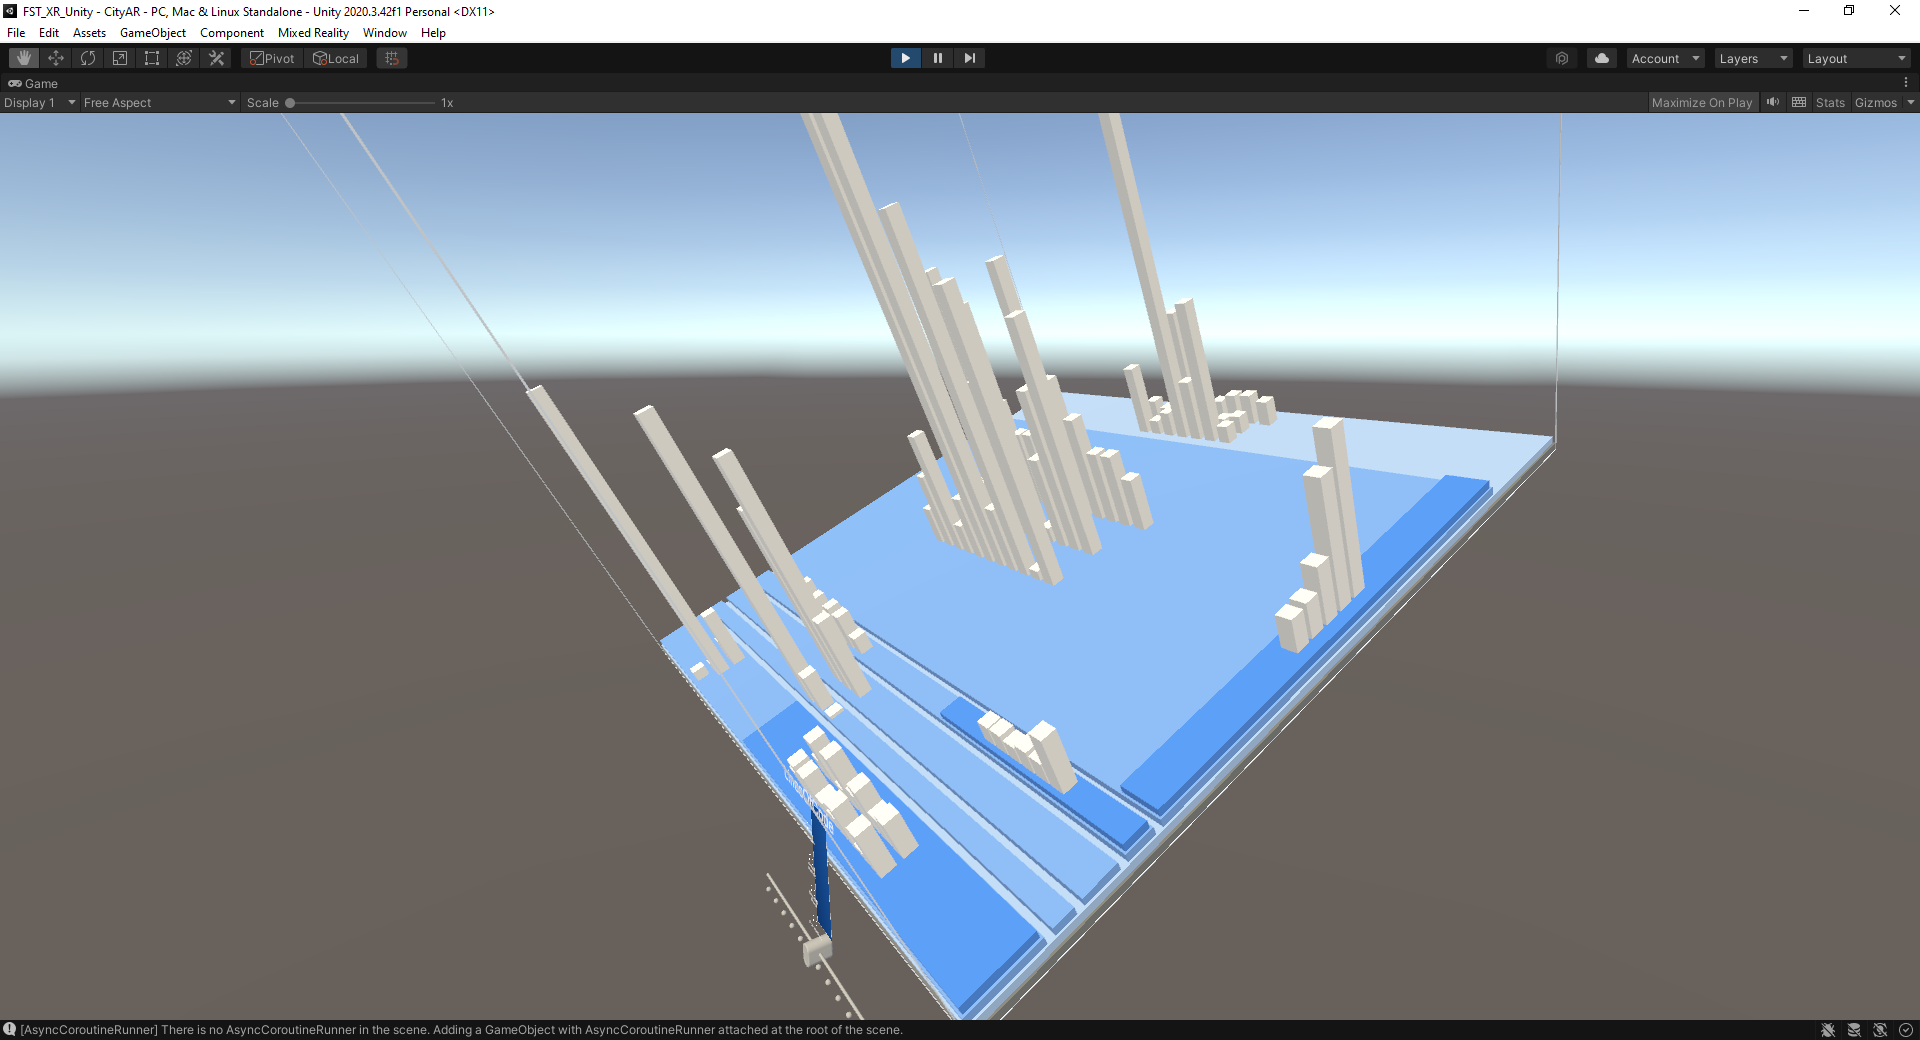 FST_XR_Unity - CityAR - PC, Mac & Linux Standalone - Unity 2020.3.42f1 Personal <DX11>
File Edit Assets GameObject Component Mixed Reality Window Help
Pivot Local Account Layers Layout
Game
Display 1 Free Aspect Scale 1x Maximize On Play Stats Gizmos
[AsyncCoroutineRunner] There is no AsyncCoroutineRunner in the scene. Adding a GameObject with AsyncCoroutineRunner attached at the root of the scene.